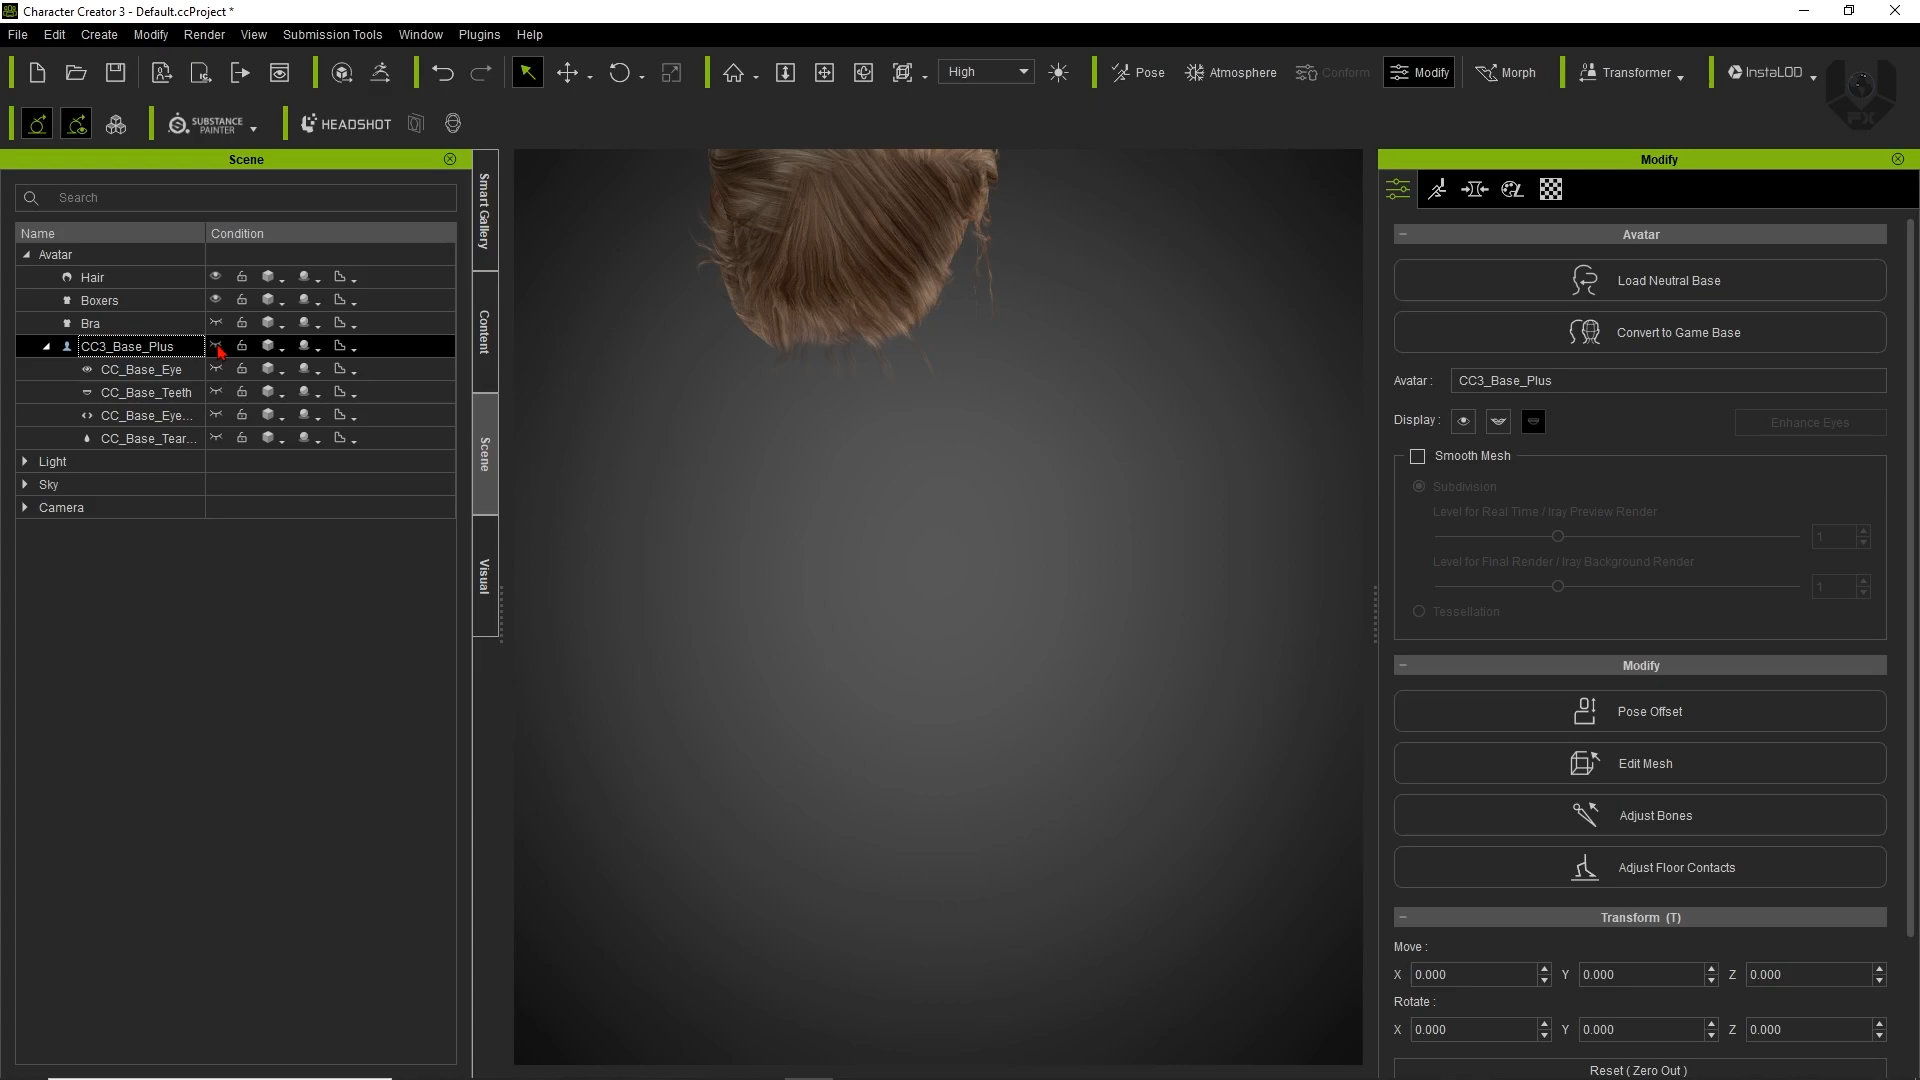 Character Creator 3 - Default.ccProject *
File Edit Create Modify Render View Submission Tools Window Plugins Help
High Pose Atmosphere Conform Modify Morph Transformer InstaLOD
SUBSTANCE PAINTER HEADSHOT
FX
Scene
Search
Name Condition
Avatar
Hair
Boxers
Bra
CC3_Base_Plus
CC_Base_Eye
CC_Base_Teeth
CC_Base_Eye...
CC_Base_Tear...
Light
Sky
Camera
Smart Gallery
Content
Scene
Visual
Modify
Avatar
Load Neutral Base
Convert to Game Base
Avatar : CC3_Base_Plus
Display : Enhance Eyes
Smooth Mesh
Subdivision
Level for Real Time / Iray Preview Render
1
Level for Final Render / Iray Background Render
1
Tessellation
Modify
Pose Offset
Edit Mesh
Adjust Bones
Adjust Floor Contacts
Transform (T)
Move :
X 0.000 Y 0.000 Z 0.000
Rotate :
X 0.000 Y 0.000 Z 0.000
Reset ( Zero Out )